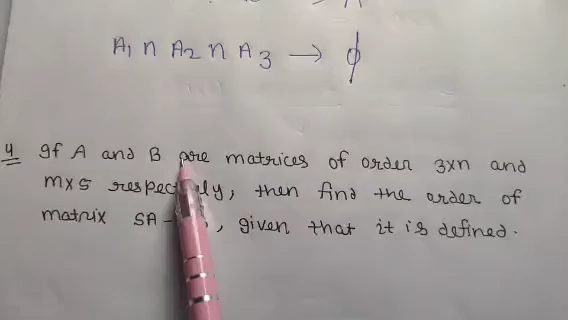 A1 ∩ A2 ∩ A3 → ϕ
4 If A and B are matrices of order 3×n and
m×5 respectively, then find the order of
matrix 5A - , given that it is defined.